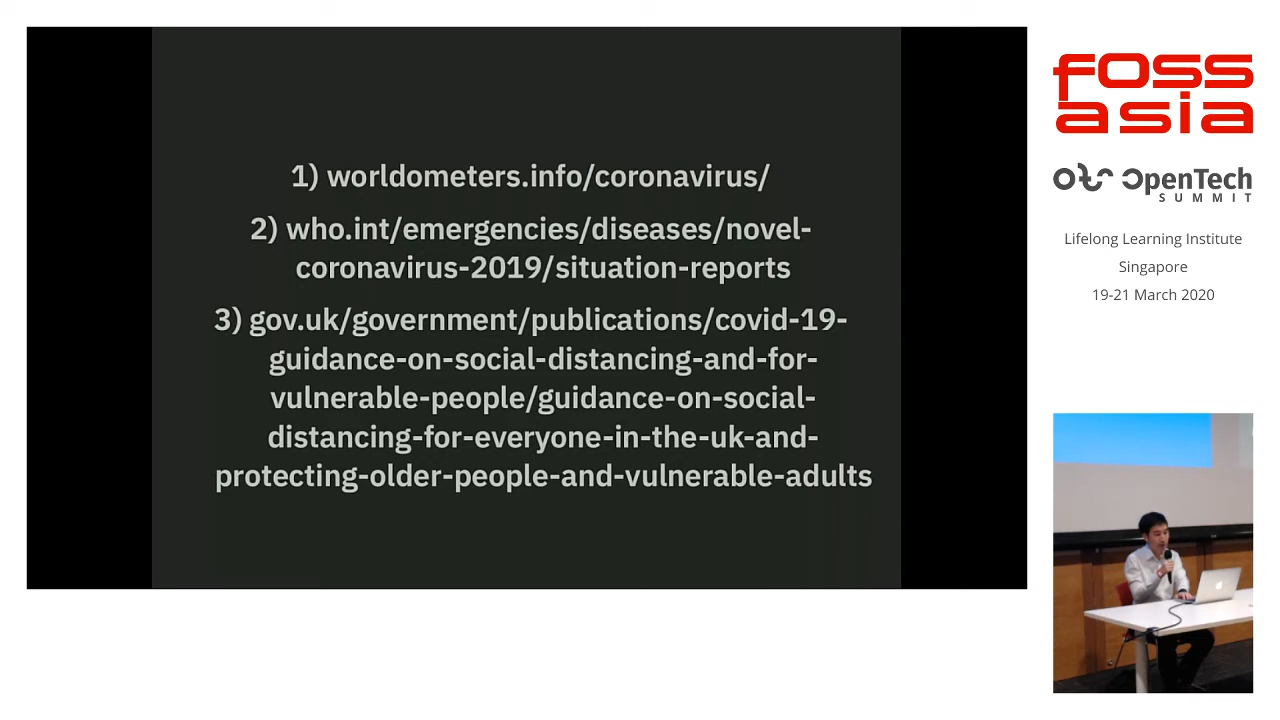 1) worldometers.info/coronavirus/
2) who.int/emergencies/diseases/novel-
coronavirus-2019/situation-reports
3) gov.uk/government/publications/covid-19-
guidance-on-social-distancing-and-for-
vulnerable-people/guidance-on-social-
distancing-for-everyone-in-the-uk-and-
protecting-older-people-and-vulnerable-adults
foss
asia
ots OpenTech
SUMMIT
Lifelong Learning Institute
Singapore
19-21 March 2020